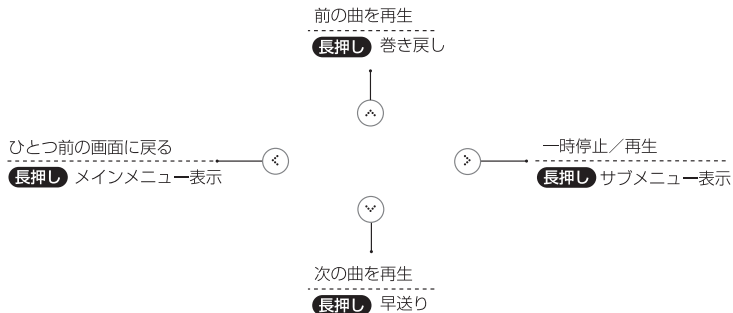 前の曲を再生
長押し 巻き戻し
ひとつ前の画面に戻る
長押し メインメニュー表示
一時停止／再生
長押し サブメニュー表示
次の曲を再生
長押し 早送り